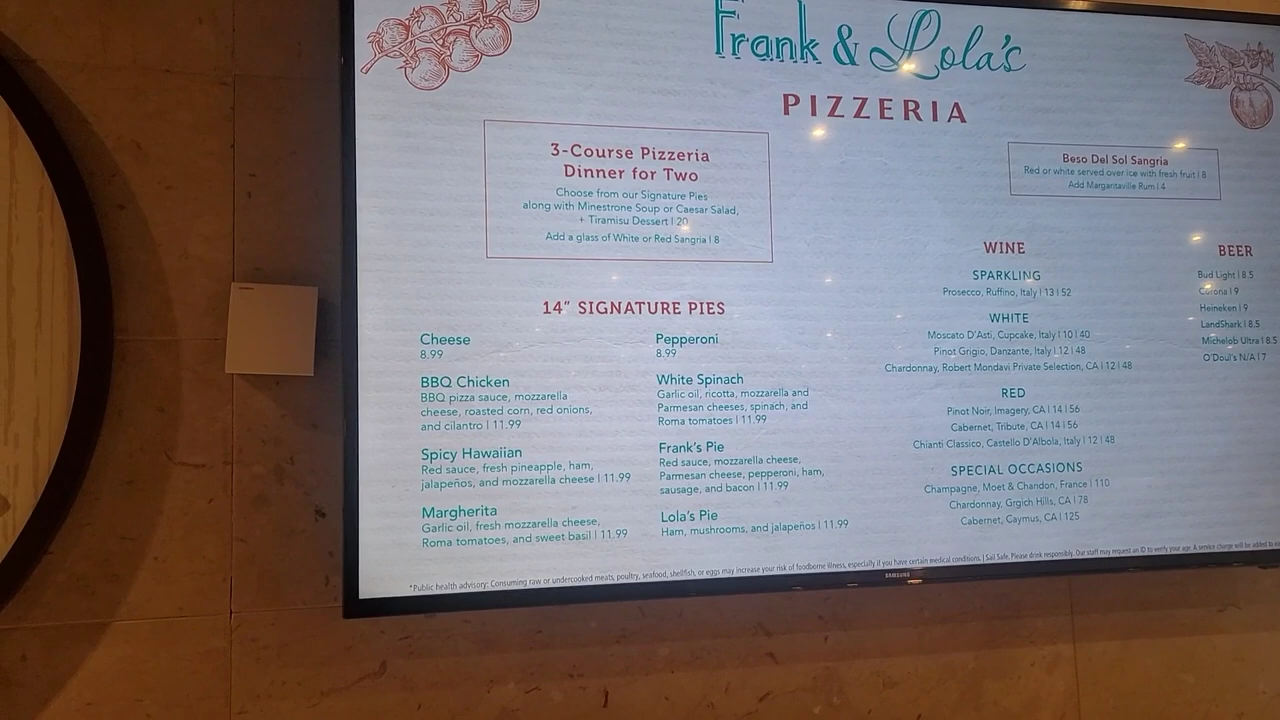 Frank & Lola's
PIZZERIA
3-Course Pizzeria
Dinner for Two
Choose from our Signature Pies
along with Minestrone Soup or Caesar Salad,
+ Tiramisu Dessert | 20
Add a glass of White or Red Sangria | 8
Beso Del Sol Sangria
Red or white served over ice with fresh fruit | 8
Add Margaritaville Rum | 4
14" SIGNATURE PIES
Cheese
8.99
BBQ Chicken
BBQ pizza sauce, mozzarella
cheese, roasted corn, red onions,
and cilantro | 11.99
Spicy Hawaiian
Red sauce, fresh pineapple, ham,
jalapeños, and mozzarella cheese | 11.99
Margherita
Garlic oil, fresh mozzarella cheese,
Roma tomatoes, and sweet basil | 11.99
Pepperoni
8.99
White Spinach
Garlic oil, ricotta, mozzarella and
Parmesan cheeses, spinach, and
Roma tomatoes | 11.99
Frank's Pie
Red sauce, mozzarella cheese,
Parmesan cheese, pepperoni, ham,
sausage, and bacon | 11.99
Lola's Pie
Ham, mushrooms, and jalapeños | 11.99
WINE
SPARKLING
Prosecco, Ruffino, Italy | 13 | 52
WHITE
Moscato D'Asti, Cupcake, Italy | 10 | 40
Pinot Grigio, Danzante, Italy | 12 | 48
Chardonnay, Robert Mondavi Private Selection, CA | 12 | 48
RED
Pinot Noir, Imagery, CA | 14 | 56
Cabernet, Tribute, CA | 14 | 56
Chianti Classico, Castello D'Albola, Italy | 12 | 48
SPECIAL OCCASIONS
Champagne, Moet & Chandon, France | 110
Chardonnay, Grgich Hills, CA | 78
Cabernet, Caymus, CA | 125
BEER
Bud Light | 8.5
Corona | 9
Heineken | 9
LandShark | 8.5
Michelob Ultra | 8.5
O'Doul's N/A | 7
*Public health advisory: Consuming raw or undercooked meats, poultry, seafood, shellfish, or eggs may increase your risk of foodborne illness, especially if you have certain medical conditions. | Sail Safe. Please drink responsibly. Our staff may request an ID to verify your age. A service charge will be added to
SAMSUNG